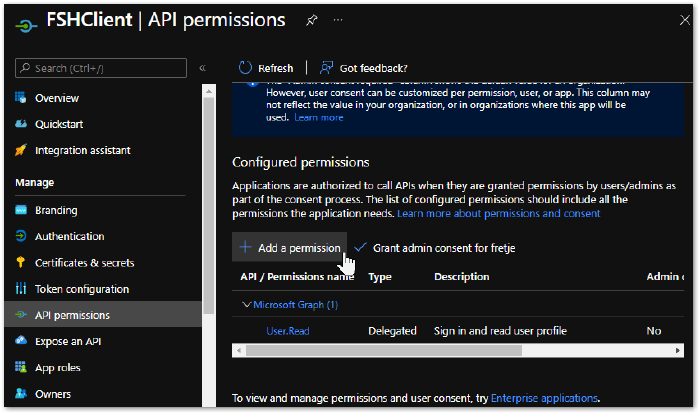 FSHClient | API permissions
Search (Ctrl+/)
Overview
Quickstart
Integration assistant
Manage
Branding
Authentication
Certificates & secrets
Token configuration
API permissions
Expose an API
App roles
Owners
Refresh
Got feedback?
However, user consent can be customized per permission, user, or app. This column may
not reflect the value in your organization, or in organizations where this app will be
used. Learn more
Configured permissions
Applications are authorized to call APIs when they are granted permissions by users/admins as
part of the consent process. The list of configured permissions should include all the
permissions the application needs. Learn more about permissions and consent
Add a permission
Grant admin consent for fretje
API / Permissions name Type Description Admin c
Microsoft Graph (1)
User.Read Delegated Sign in and read user profile No
To view and manage permissions and user consent, try Enterprise applications.